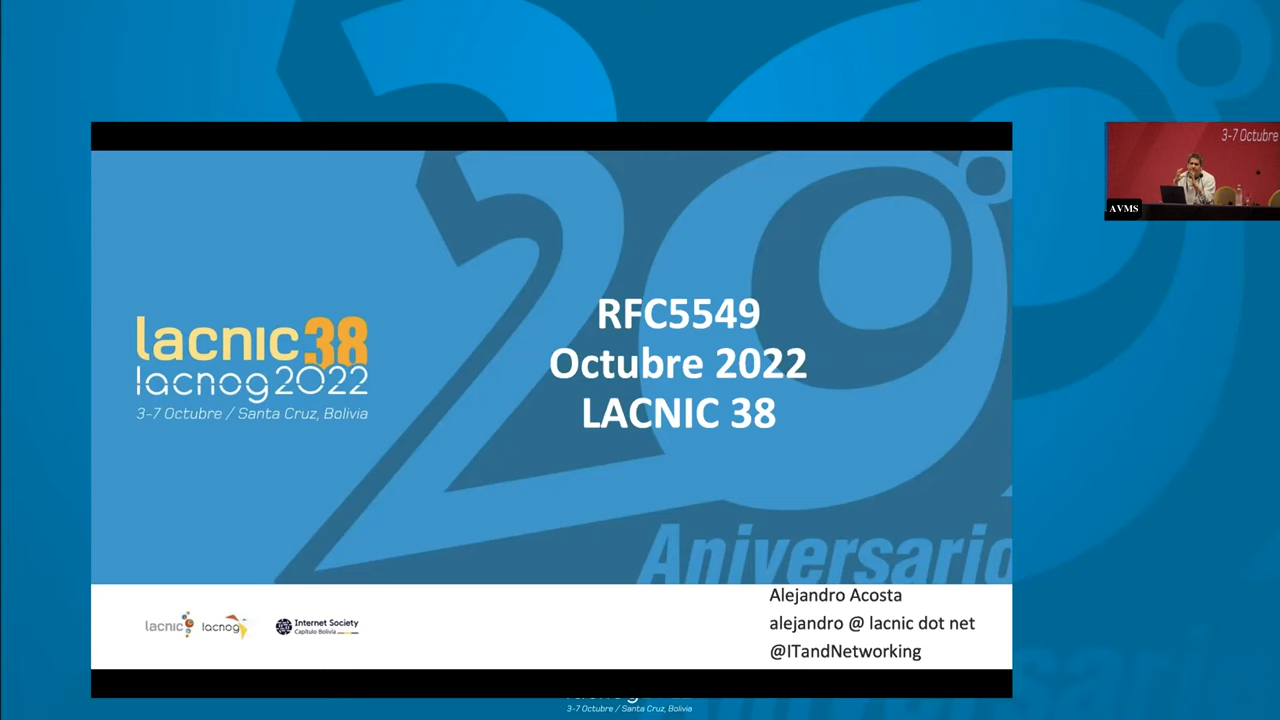 3-7 Octubre
AVMS
RFC5549
Octubre 2022
LACNIC 38
lacnic38
lacnog2022
3-7 Octubre / Santa Cruz, Bolivia
29
Aniversario
Alejandro Acosta
alejandro @ lacnic dot net
@ITandNetworking
lacnic
lacnog
Internet Society
Capítulo Bolivia
3-7 Octubre / Santa Cruz, Bolivia